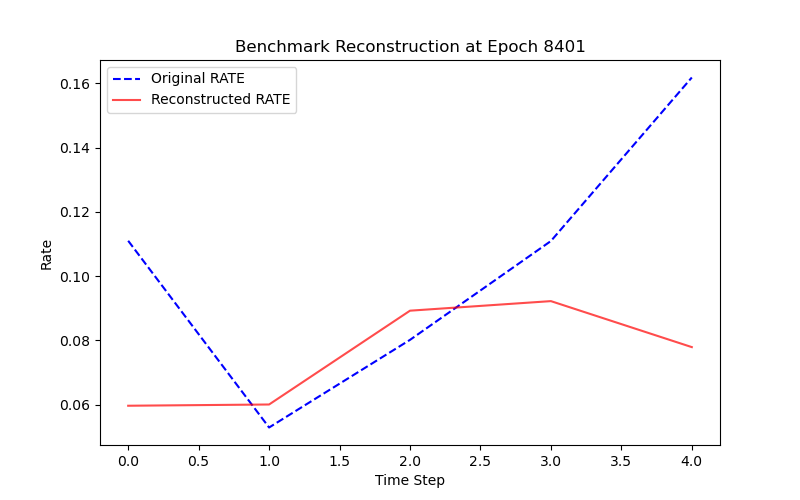 Benchmark Reconstruction at Epoch 8401
Original RATE
Reconstructed RATE
Rate
0.16
0.14
0.12
0.10
0.08
0.06
0.0 0.5 1.0 1.5 2.0 2.5 3.0 3.5 4.0
Time Step